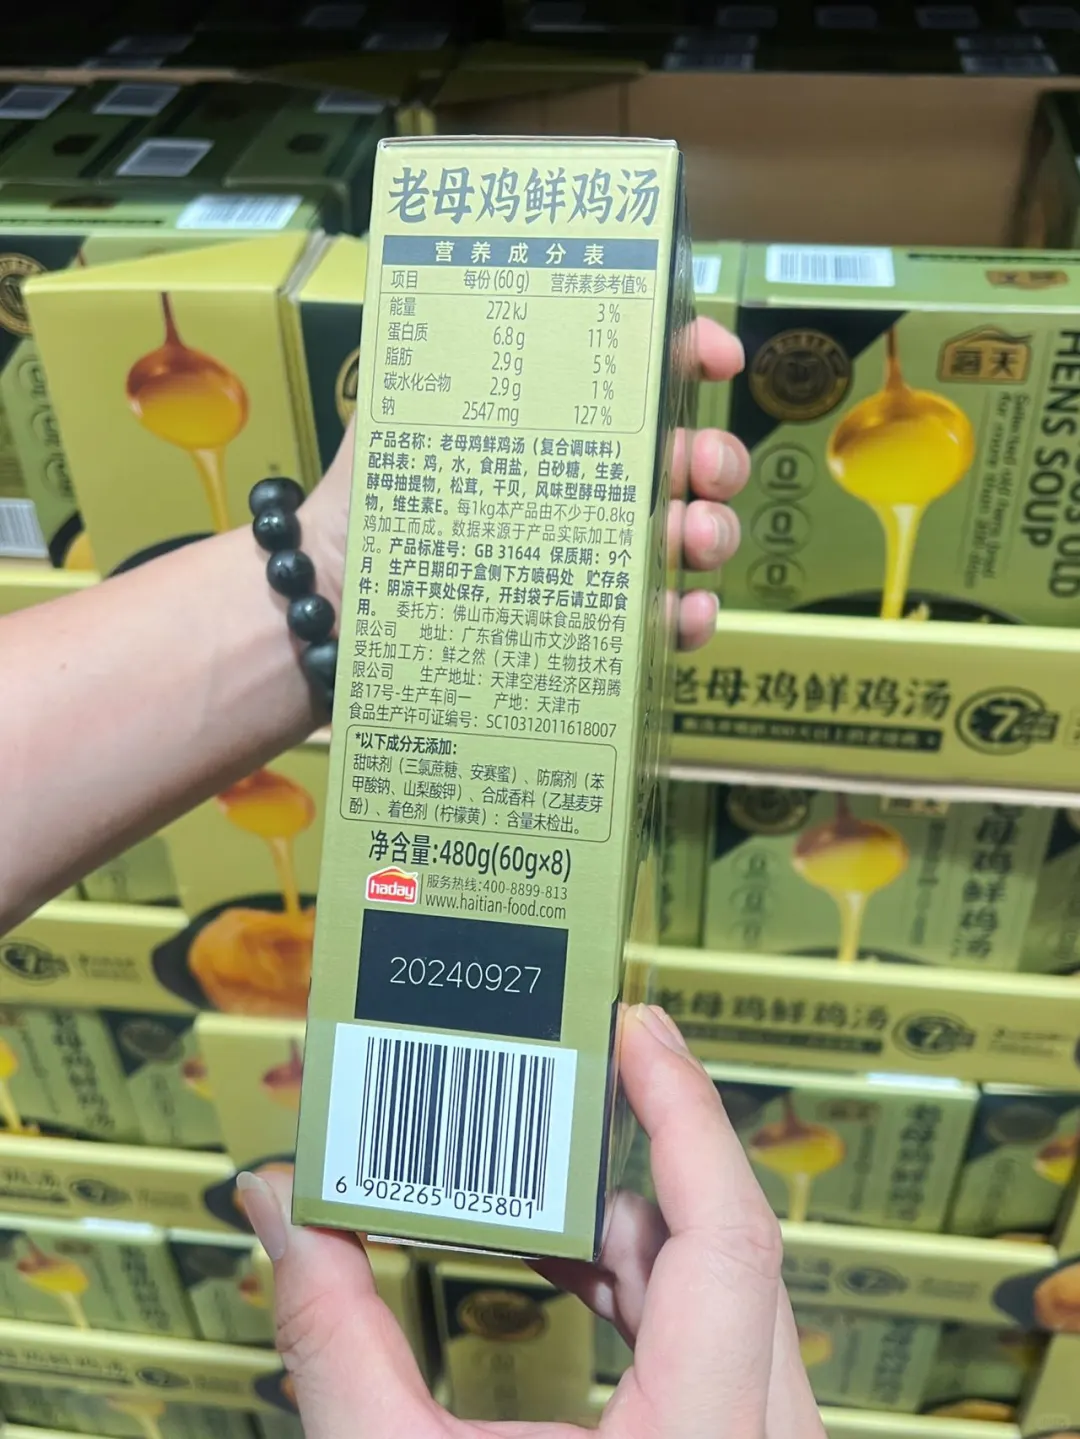 老母鸡鲜鸡汤
营养成分表
项目 每份(60g) 营养素参考值%
能量 272kJ 3%
蛋白质 6.8g 11%
脂肪 2.9g 5%
碳水化合物 2.9g 1%
钠 2547mg 127%
产品名称：老母鸡鲜鸡汤（复合调味料）
配料表：鸡，水，食用盐，白砂糖，生姜，
酵母抽提物，松茸，干贝，风味型酵母抽提
物，维生素E。每1kg本产品由不少于0.8kg
鸡加工而成。数据来源于产品实际加工情
况。产品标准号：GB 31644 保质期：9个
月 生产日期印于盒侧下方喷码处 贮存条
件：阴凉干爽处保存，开封袋子后请立即食
用。 委托方：佛山市海天调味食品股份有
限公司 地址：广东省佛山市文沙路16号
受托加工方：鲜之然（天津）生物技术有
限公司 生产地址：天津空港经济区翔腾
路17号-生产车间一 产地：天津市
食品生产许可证编号：SC10312011618007
*以下成分无添加：
甜味剂（三氯蔗糖、安赛蜜）、防腐剂（苯
甲酸钠、山梨酸钾）、合成香料（乙基麦芽
酚）、着色剂（柠檬黄）：含量未检出。
净含量:480g(60g×8)
haday
服务热线:400-8899-813
www.haitian-food.com
20240927
6 902265 025801
海天
HENS OLD
SOUP
老母鸡鲜鸡汤
7
老母鸡鲜鸡汤
老母鸡鲜鸡汤